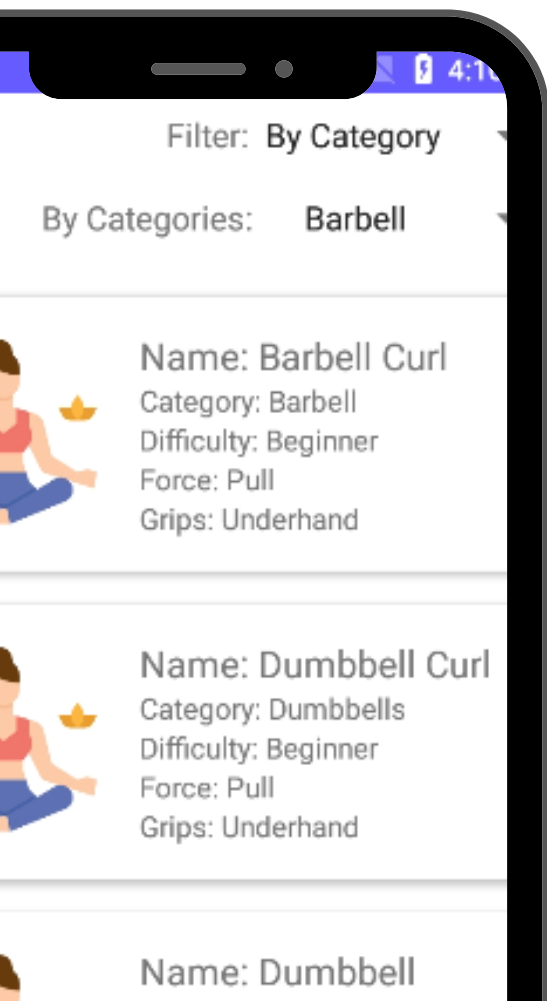 Filter: By Category
By Categories: Barbell
Name: Barbell Curl
Category: Barbell
Difficulty: Beginner
Force: Pull
Grips: Underhand
Name: Dumbbell Curl
Category: Dumbbells
Difficulty: Beginner
Force: Pull
Grips: Underhand
Name: Dumbbell